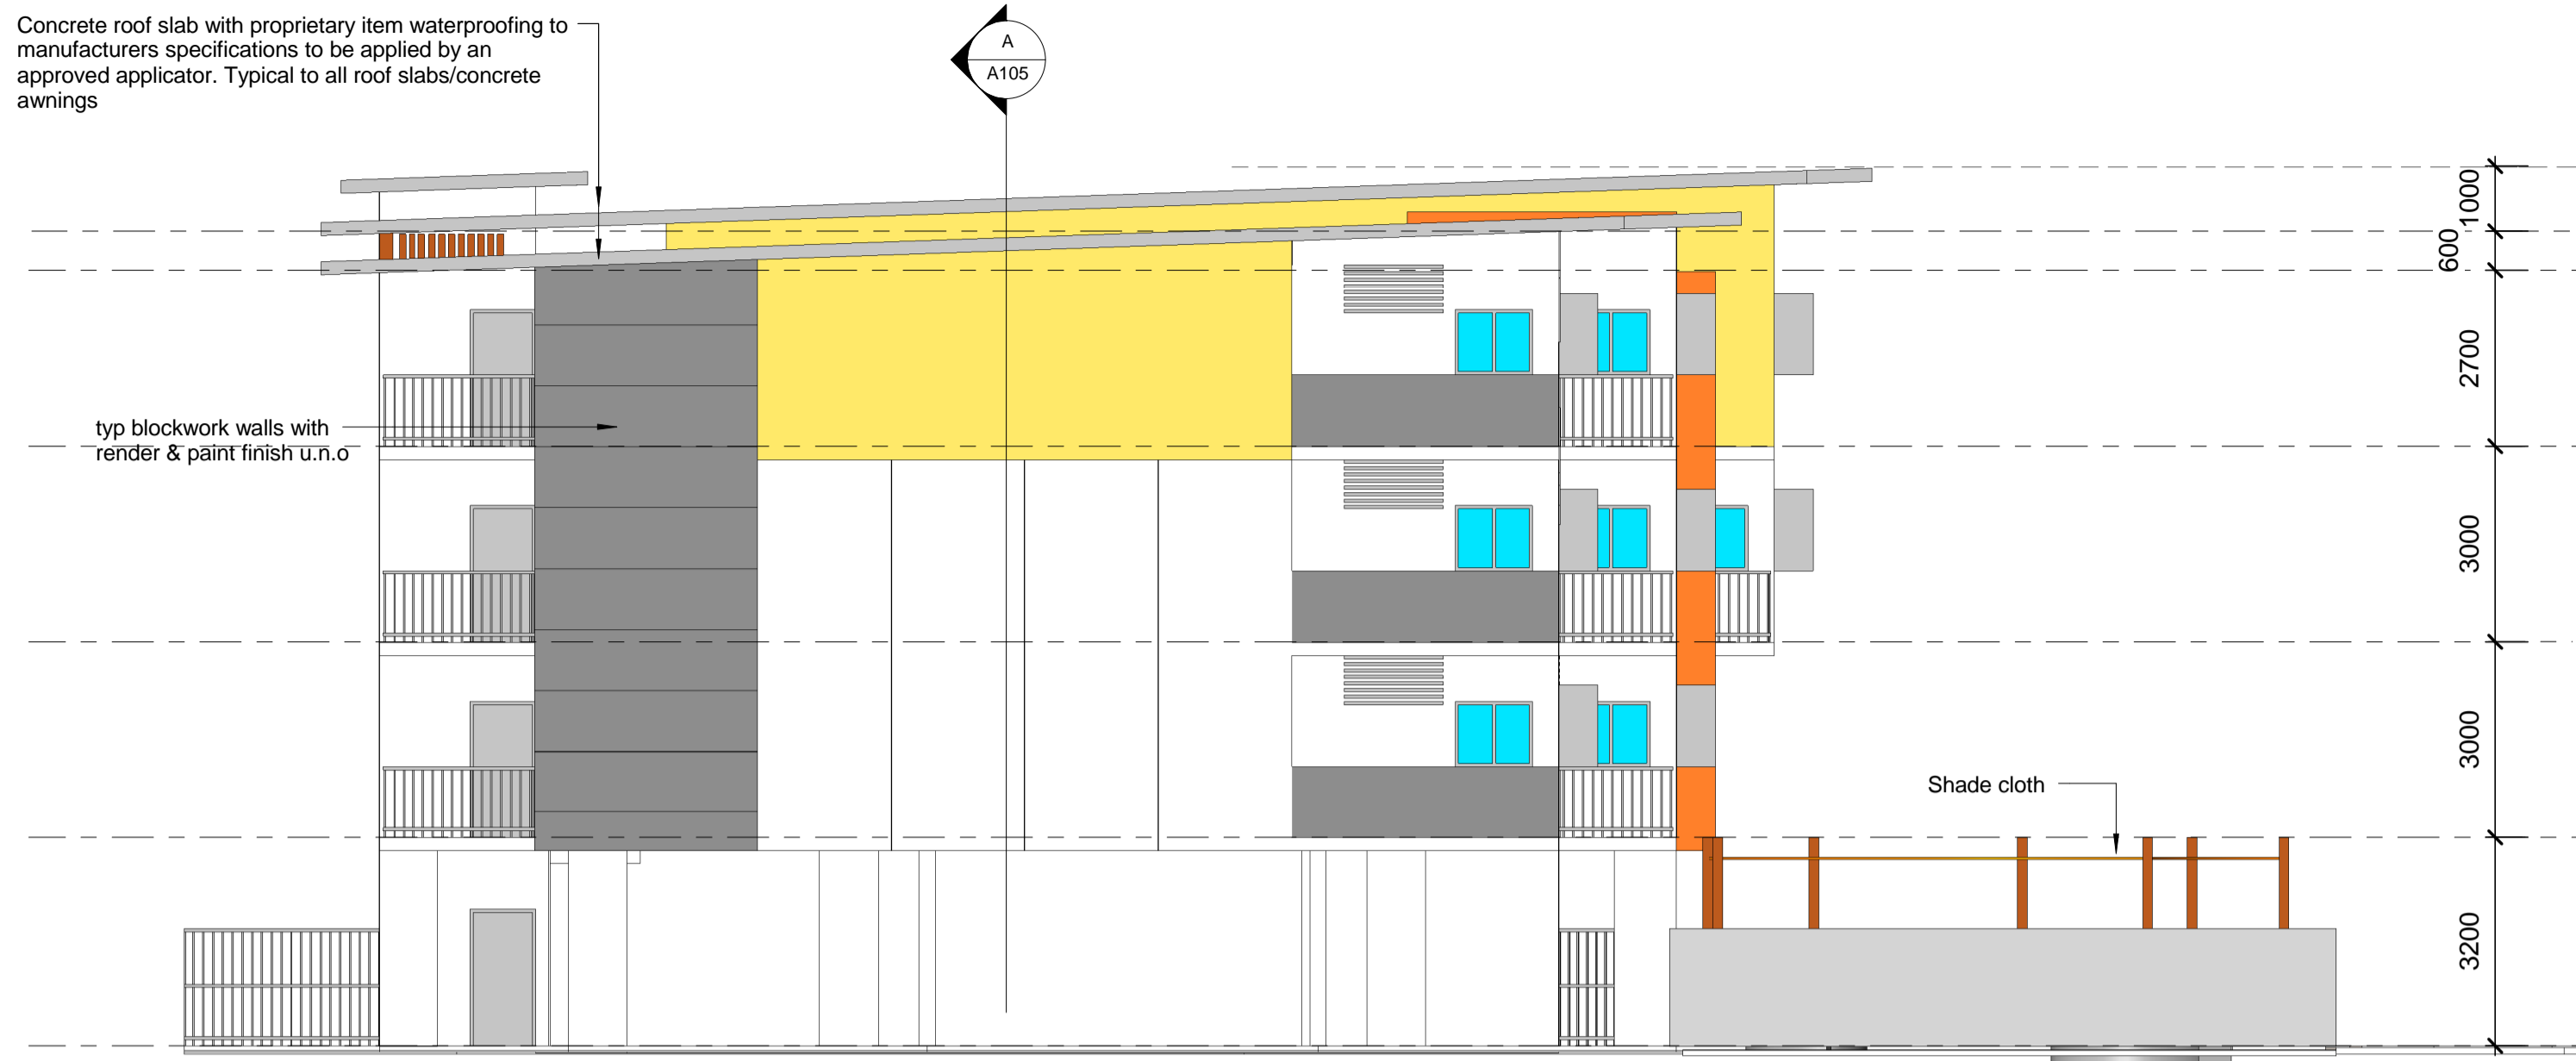 Concrete roof slab with proprietary item waterproofing to
manufacturers specifications to be applied by an
approved applicator. Typical to all roof slabs/concrete
awnings
A
A105
1000
600
2700
typ blockwork walls with
render & paint finish u.n.o
3000
3000
Shade cloth
3200